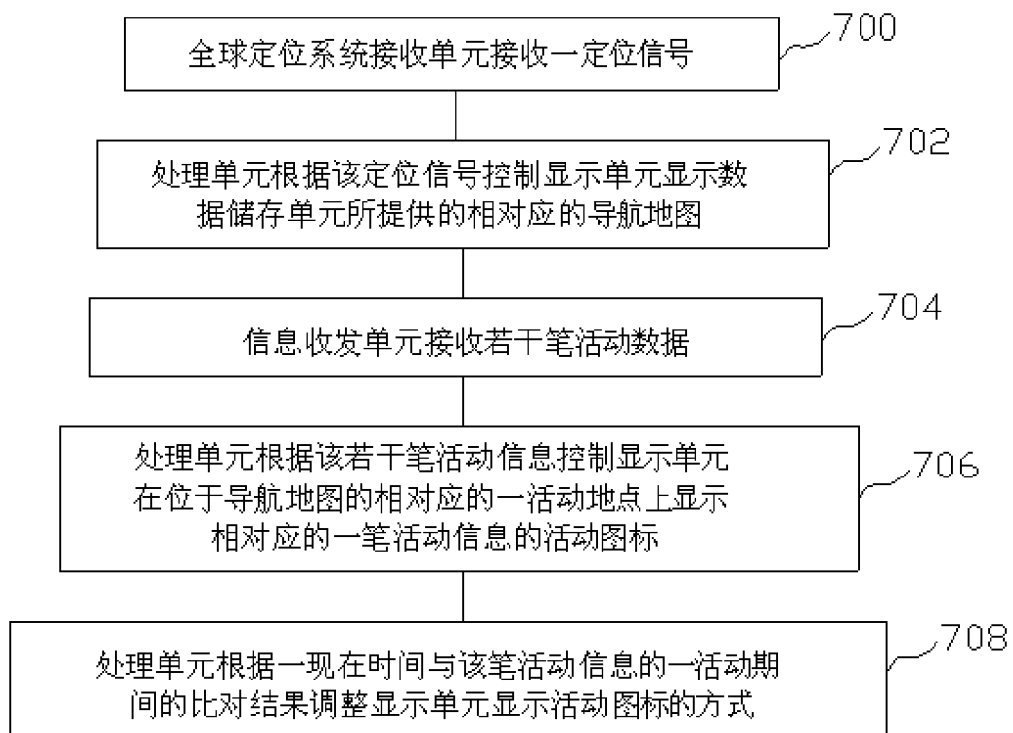 全球定位系统接收单元接收一定位信号
700
处理单元根据该定位信号控制显示单元显示数
据储存单元所提供的相对应的导航地图
702
信息收发单元接收若干笔活动数据
704
处理单元根据该若干笔活动信息控制显示单元
在位于导航地图的相对应的一活动地点上显示
相对应的一笔活动信息的活动图标
706
处理单元根据一现在时间与该笔活动信息的一活动期
间的比对结果调整显示单元显示活动图标的方式
708